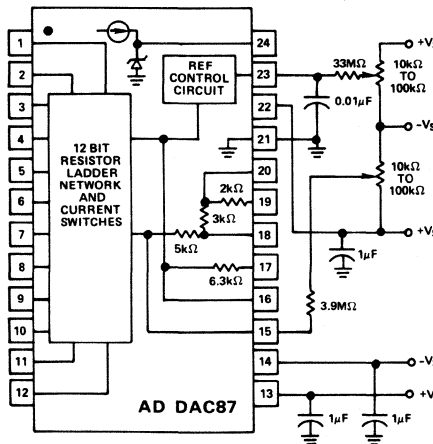 1
2
3
4
5
6
7
8
9
10
11
12
24
23
22
21
20
19
18
17
16
15
14
13
REF
CONTROL
CIRCUIT
12 BIT
RESISTOR
LADDER
NETWORK
AND
CURRENT
SWITCHES
2kΩ
3kΩ
5kΩ
6.3kΩ
33MΩ
0.01μF
10kΩ
TO
100kΩ
10kΩ
TO
100kΩ
1μF
3.9MΩ
1μF
1μF
+V
-VS
+VS
-V
+V
AD DAC87